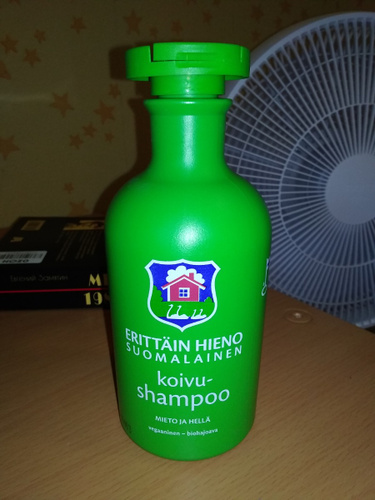 ERITTÄIN HIENO
SUOMALAINEN
koivu-
shampoo
MIETO JA HELLÄ
vegaaninen – biohajoava